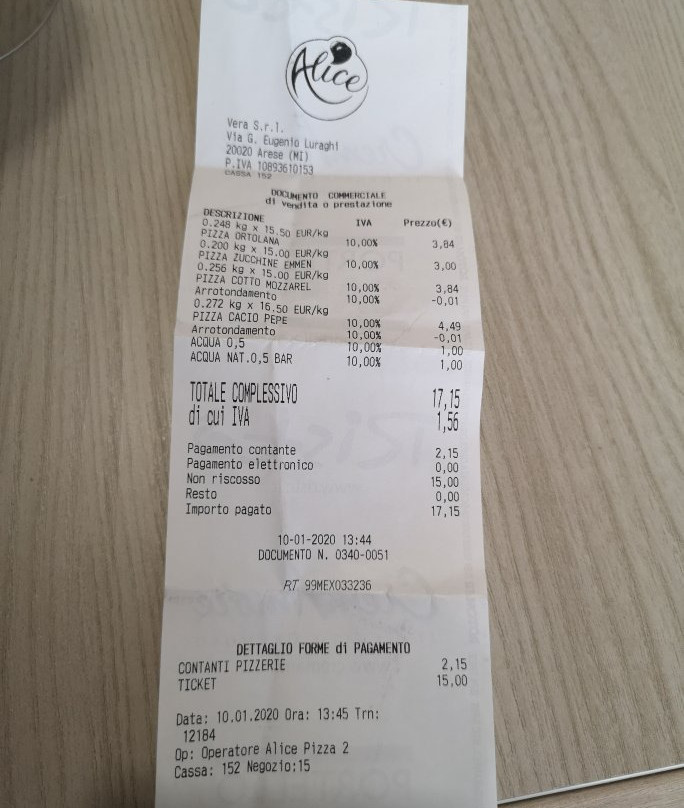 Alice
Vera S.r.l.
Via G. Eugenio Luraghi
20020 Arese (MI)
P.IVA 10893610153
CASSA 152
DOCUMENTO COMMERCIALE
di vendita o prestazione
DESCRIZIONE IVA Prezzo(€)
0.248 kg x 15.50 EUR/kg
PIZZA ORTOLANA 10,00% 3,84
0.200 kg x 15.00 EUR/kg
PIZZA ZUCCHINE EMMEN 10,00% 3,00
0.256 kg x 15.00 EUR/kg
PIZZA COTTO MOZZAREL 10,00% 3,84
Arrotondamento 10,00% -0,01
0.272 kg x 16.50 EUR/kg
PIZZA CACIO PEPE 10,00% 4,49
Arrotondamento 10,00% -0,01
ACQUA 0,5 10,00% 1,00
ACQUA NAT.0,5 BAR 10,00% 1,00
TOTALE COMPLESSIVO 17,15
di cui IVA 1,56
Pagamento contante 2,15
Pagamento elettronico 0,00
Non riscosso 15,00
Resto 0,00
Importo pagato 17,15
10-01-2020 13:44
DOCUMENTO N. 0340-0051
RT 99MEX033236
DETTAGLIO FORME di PAGAMENTO
CONTANTI PIZZERIE 2,15
TICKET 15,00
Data: 10.01.2020 Ora: 13:45 Trn:
12184
Op: Operatore Alice Pizza 2
Cassa: 152 Negozio:15